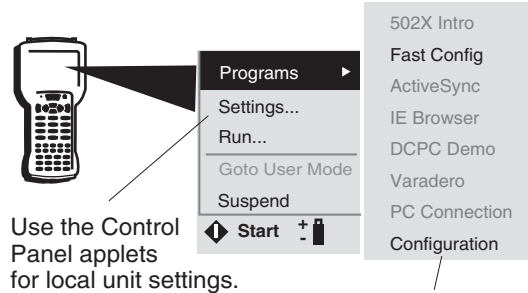 Programs
Settings...
Run...
Goto User Mode
Suspend
Start + -
502X Intro
Fast Config
ActiveSync
IE Browser
DCPC Demo
Varadero
PC Connection
Configuration
Use the Control
Panel applets
for local unit settings.